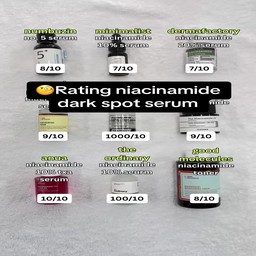 numbuzin
no. 5 serum
minimalist
niacinamide
10% serum
dermafactory
niacinamide
20% serum
8/10
7/10
7/10
Rating niacinamide
dark spot serum
9/10
1000/10
9/10
anua
niacinamide
10% txa
serum
the
ordinary
niacinamide
10% seurm
good
molecules
niacinamide
toner
10/10
100/10
8/10